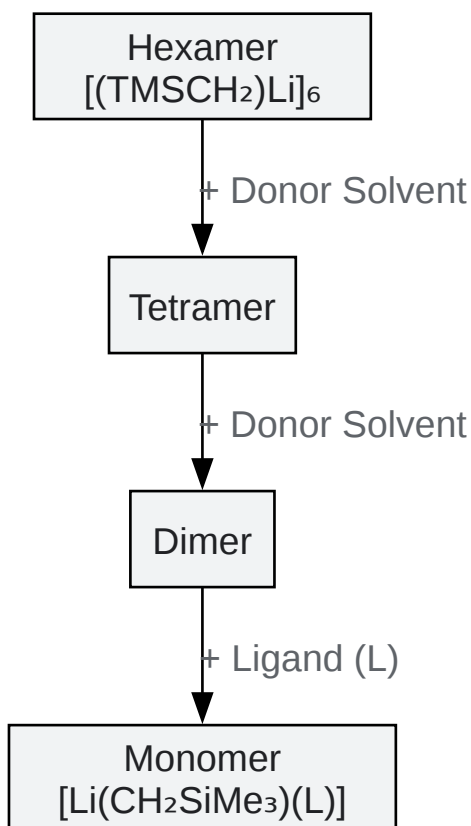 Hexamer
[(TMSCH₂)Li]₆
+ Donor Solvent
Tetramer
+ Donor Solvent
Dimer
+ Ligand (L)
Monomer
[Li(CH₂SiMe₃)(L)]